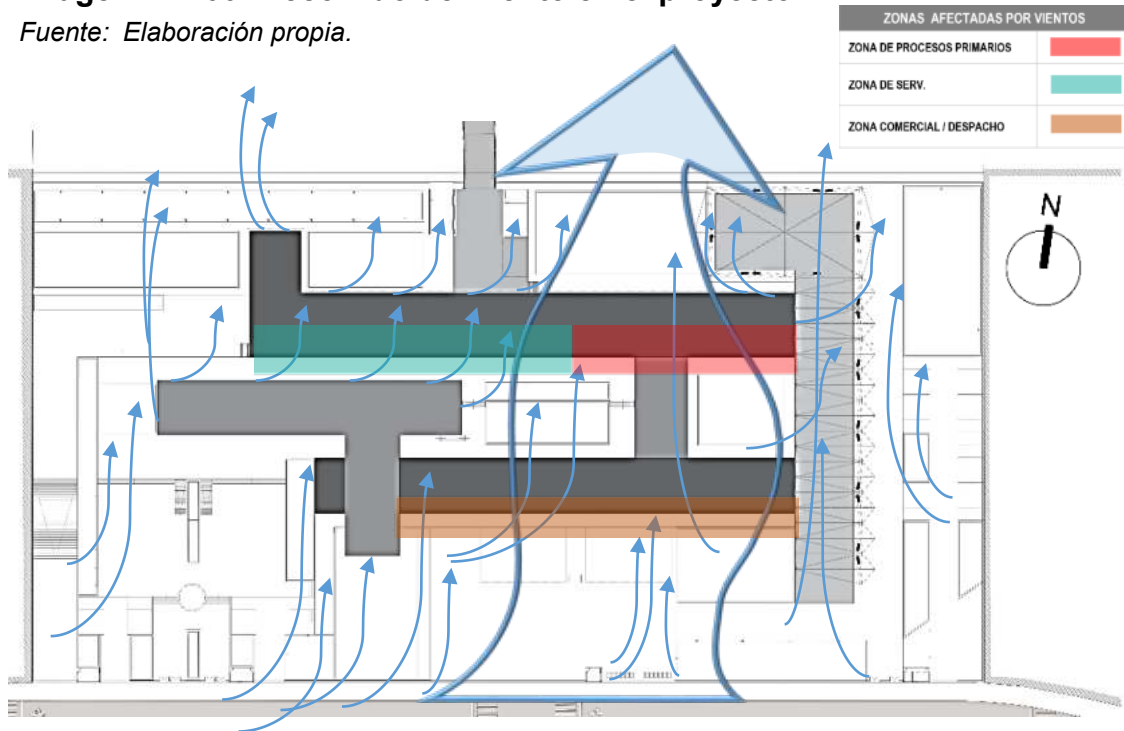 Fuente: Elaboración propia.
ZONAS AFECTADAS POR VIENTOS
ZONA DE PROCESOS PRIMARIOS
ZONA DE SERV.
ZONA COMERCIAL / DESPACHO
N